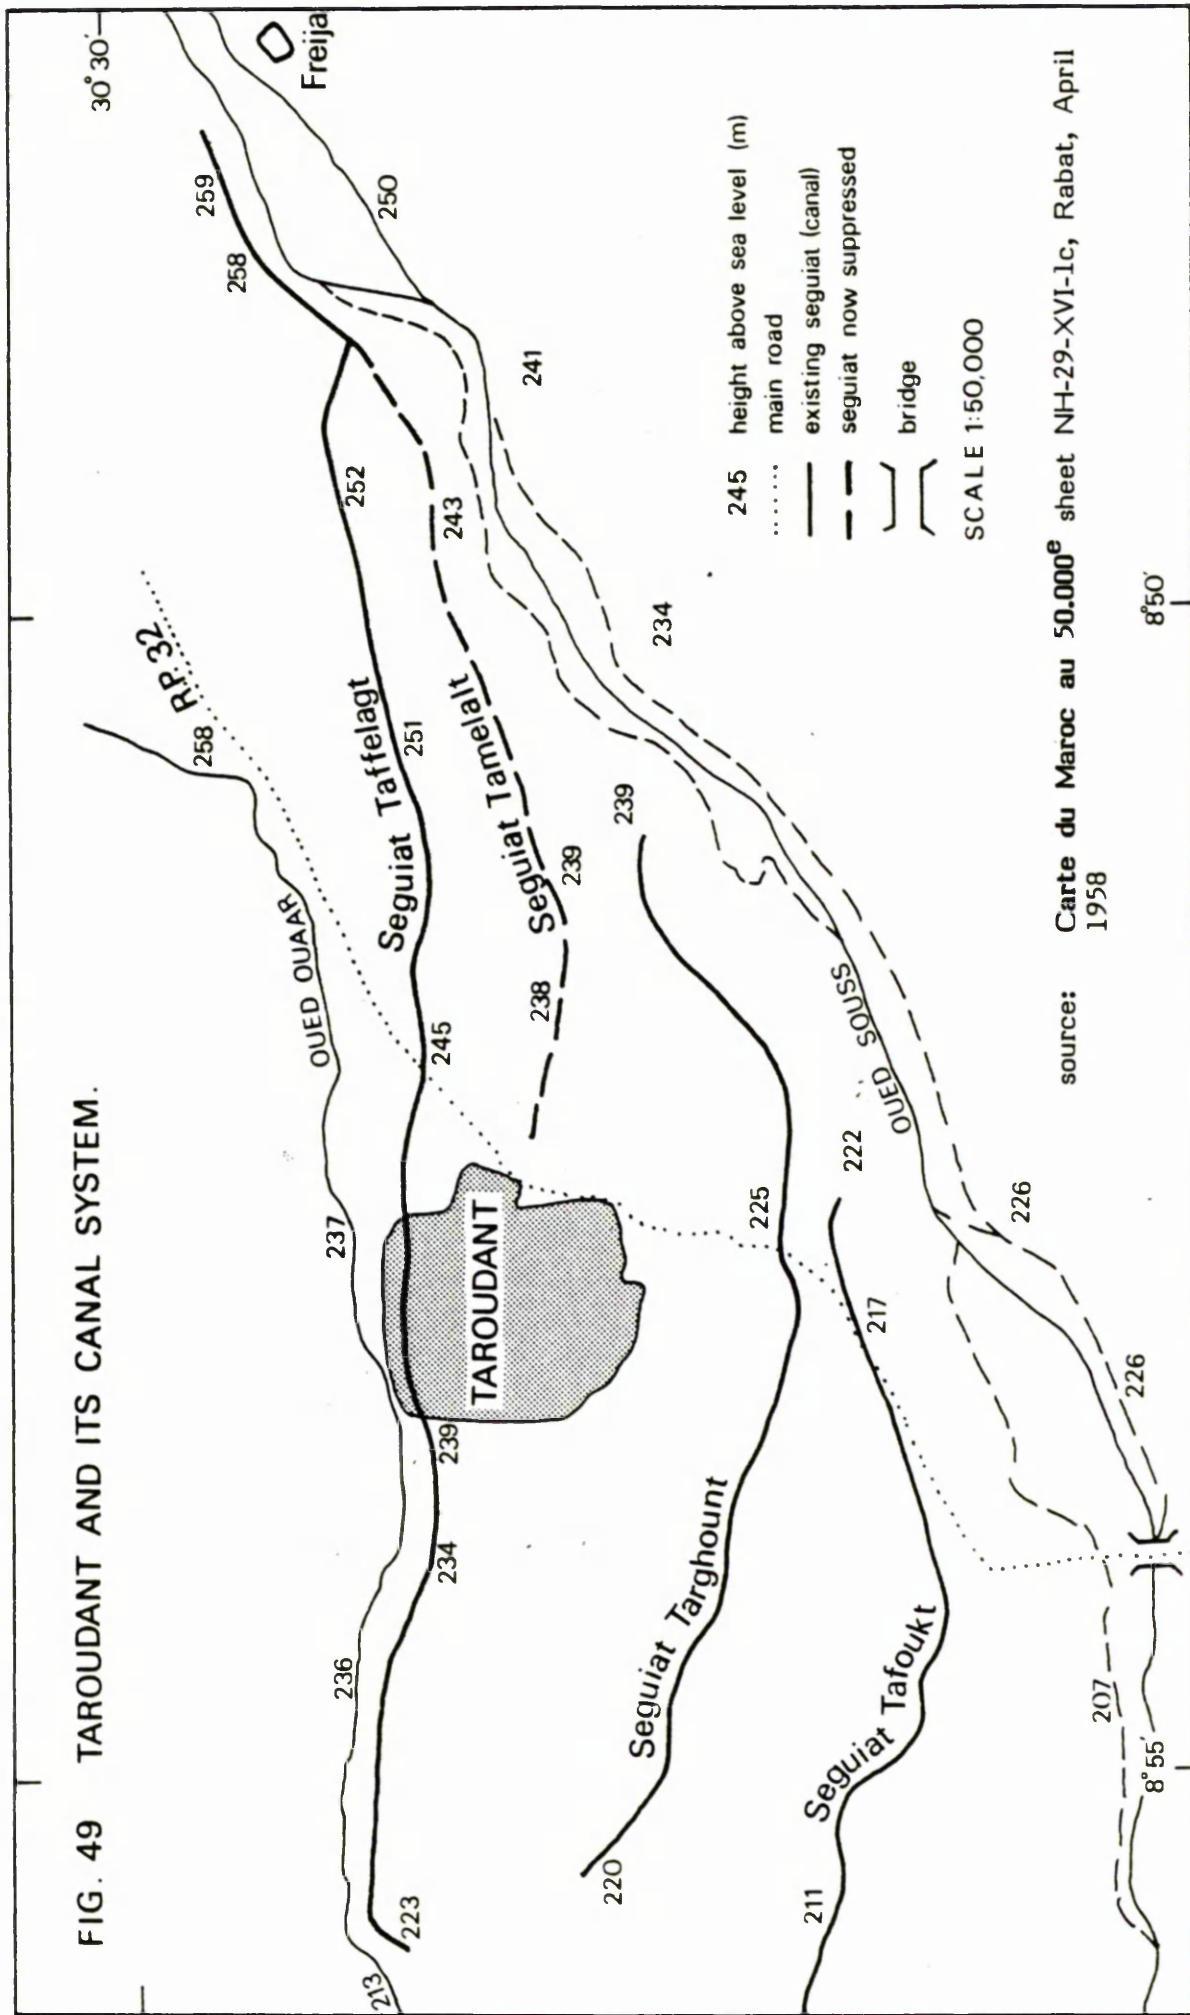 FIG. 49 TAROUDANT AND ITS CANAL SYSTEM.
30°30'
Freija
RP.32
258
259
258
250
OUED OUAAR
252
241
Seguiat Taffelagt
251
243
Seguiat Tamelalt
234
213
236
237
245
239
239
238
223
234
239
TAROUDANT
Seguiat Targhount
220
225
222
OUED SOUSS
Seguiat Tafoukt
211
217
226
226
207
8°55'
8°50'
245 height above sea level (m)
main road
existing seguiat (canal)
seguiat now suppressed
bridge
SCALE 1:50,000
source: Carte du Maroc au 50.000e sheet NH-29-XVI-1c, Rabat, April
1958